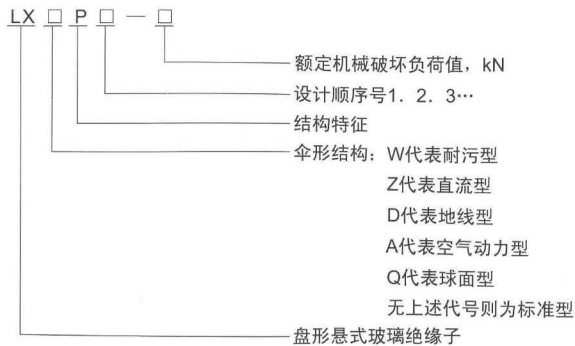 LX□P□—□
额定机械破坏负荷值，kN
设计顺序号1. 2. 3…
结构特征
伞形结构：W代表耐污型
Z代表直流型
D代表地线型
A代表空气动力型
Q代表球面型
无上述代号则为标准型
盘形悬式玻璃绝缘子